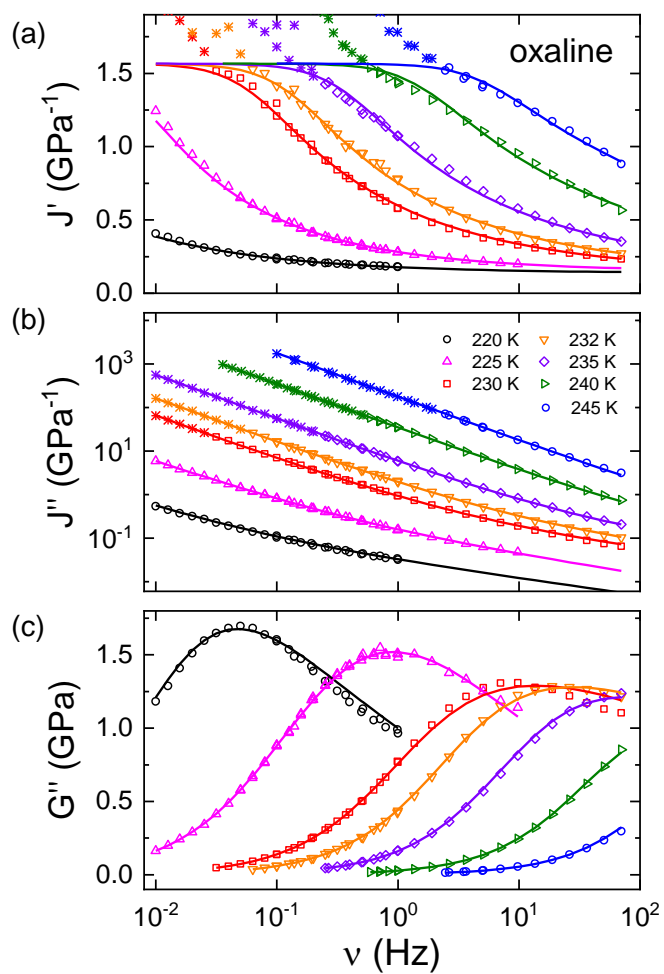 (a)
oxaline
J' (GPa⁻¹)
1.5
1.0
0.5
0.0
(b)
J'' (GPa⁻¹)
10³
10¹
10⁻¹
220 K
225 K
230 K
232 K
235 K
240 K
245 K
(c)
G'' (GPa)
1.5
1.0
0.5
0.0
10⁻² 10⁻¹ 10⁰ 10¹ 10²
ν (Hz)